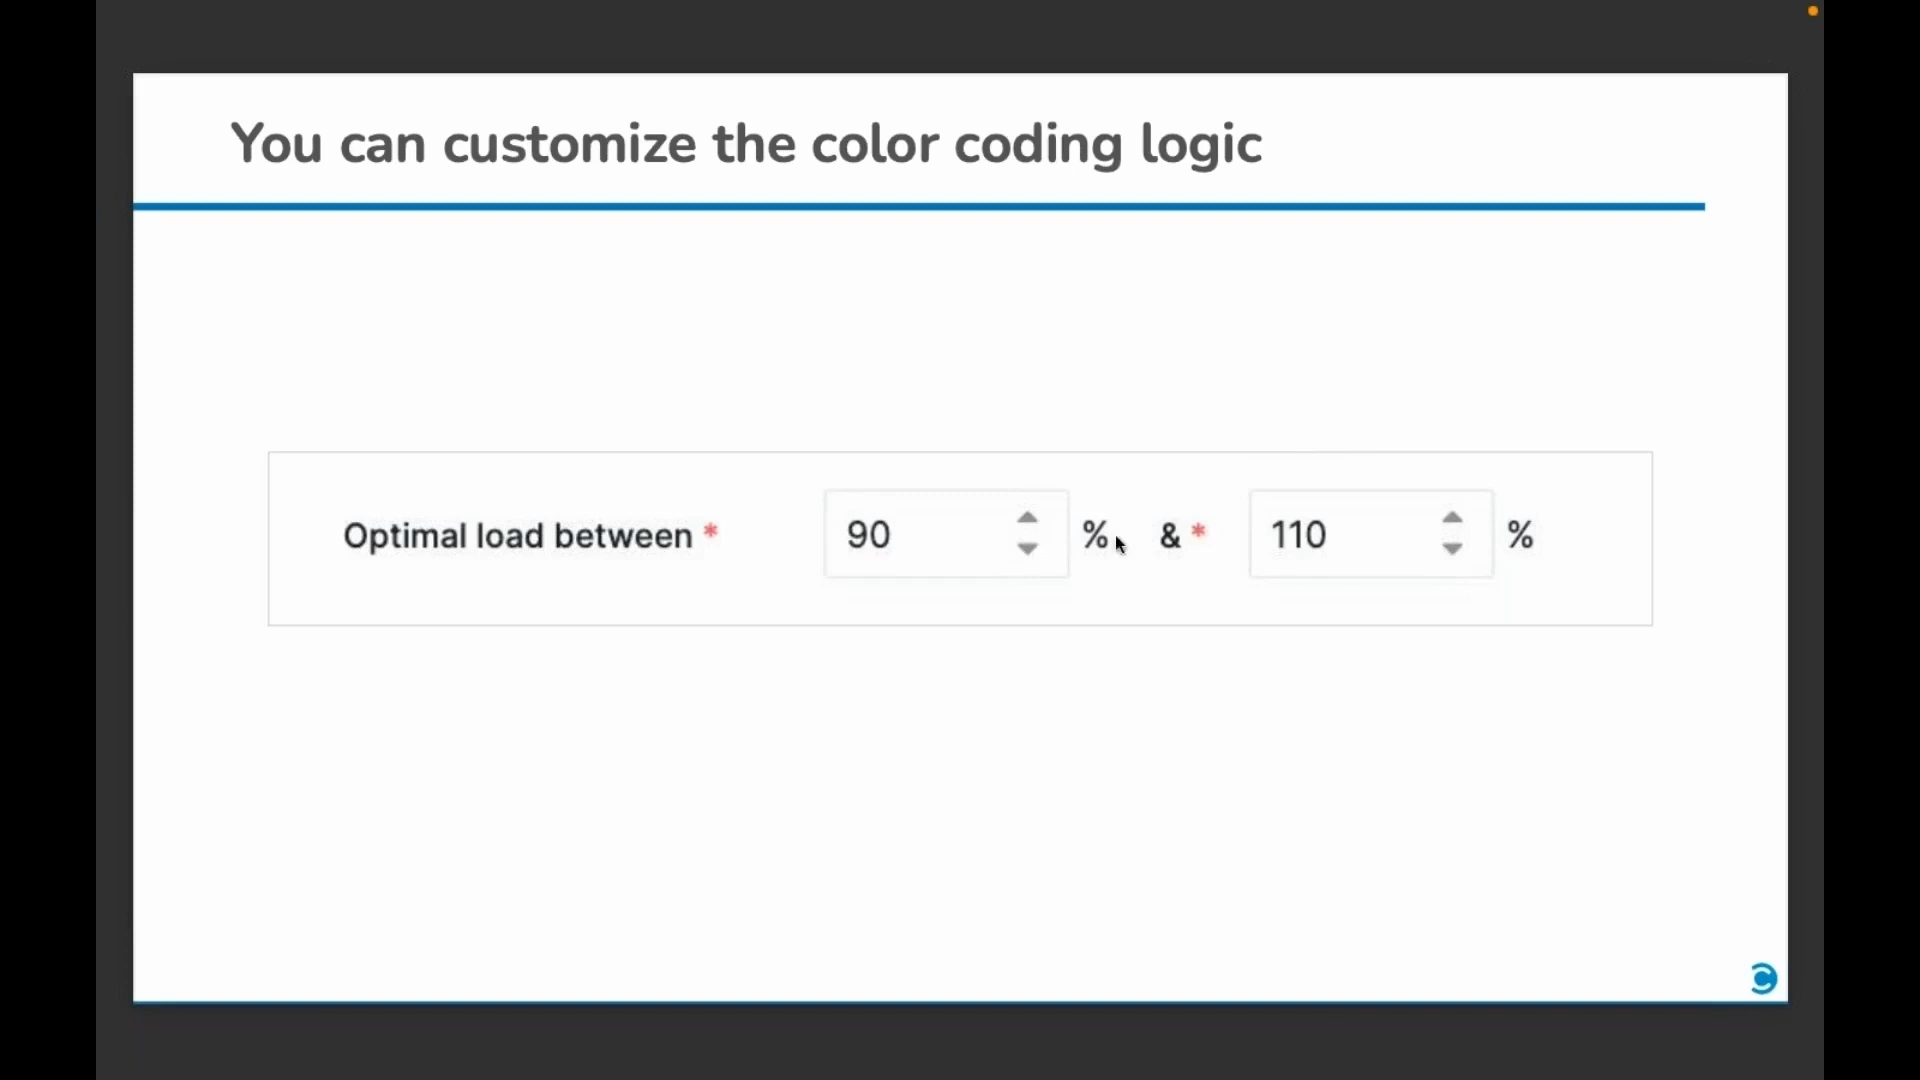 You can customize the color coding logic
Optimal load between * 90 % & * 110 %